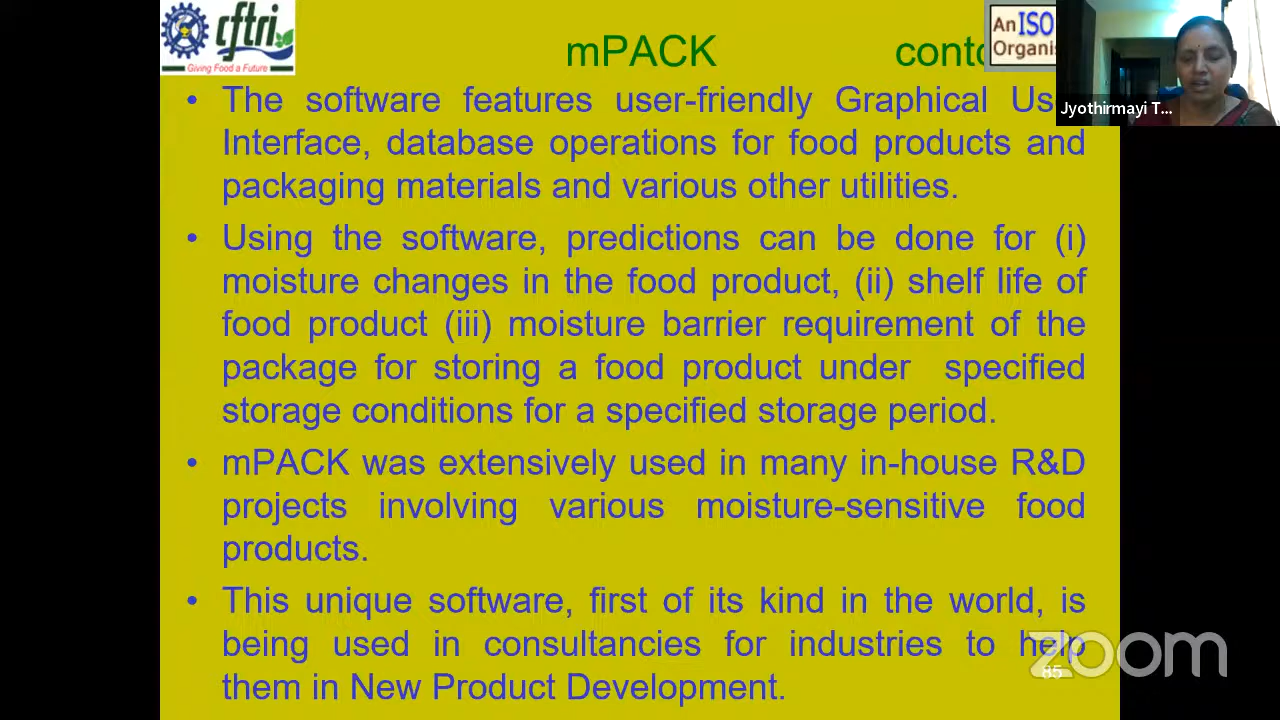 cftri
Giving Food a Future
mPACK
An ISO
Jyothirmayi T...
• The software features user-friendly Graphical
Interface, database operations for food products and
packaging materials and various other utilities.
• Using the software, predictions can be done for (i)
moisture changes in the food product, (ii) shelf life of
food product (iii) moisture barrier requirement of the
package for storing a food product under specified
storage conditions for a specified storage period.
• mPACK was extensively used in many in-house R&D
projects involving various moisture-sensitive food
products.
• This unique software, first of its kind in the world, is
being used in consultancies for industries to help
them in New Product Development.
zoom
85